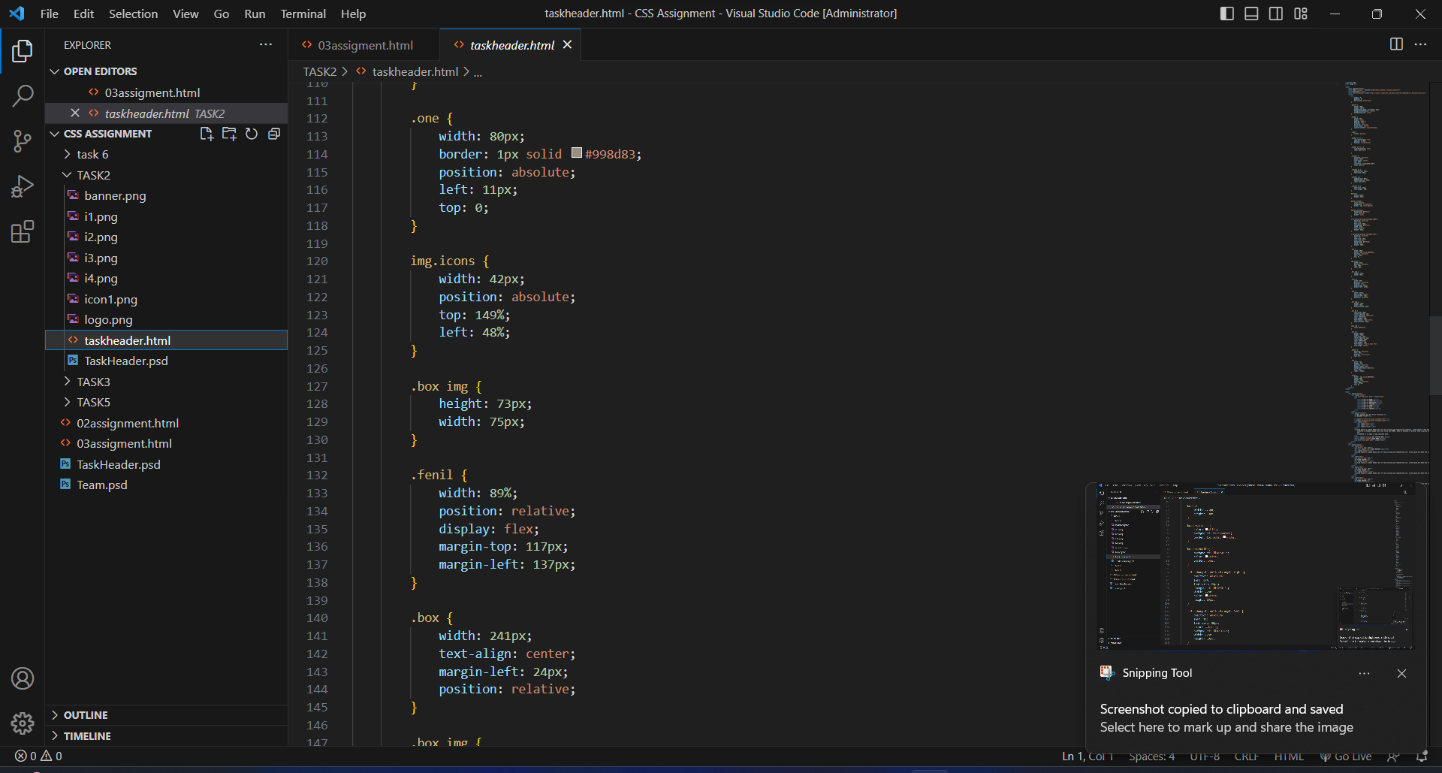 File Edit Selection View Go Run Terminal Help
taskheader.html - CSS Assignment - Visual Studio Code [Administrator]
EXPLORER
OPEN EDITORS
03assigment.html
taskheader.html TASK2
CSS ASSIGNMENT
task 6
TASK2
banner.png
i1.png
i2.png
i3.png
i4.png
icon1.png
logo.png
taskheader.html
TaskHeader.psd
TASK3
TASK5
02assignment.html
03assigment.html
TaskHeader.psd
Team.psd
OUTLINE
TIMELINE
03assigment.html
taskheader.html
TASK2 > taskheader.html > ...
110 }
111
112 .one {
113 width: 80px;
114 border: 1px solid #998d83;
115 position: absolute;
116 left: 11px;
117 top: 0;
118 }
119
120 img.icons {
121 width: 42px;
122 position: absolute;
123 top: 149%;
124 left: 48%;
125 }
126
127 .box img {
128 height: 73px;
129 width: 75px;
130 }
131
132 .fenil {
133 width: 89%;
134 position: relative;
135 display: flex;
136 margin-top: 117px;
137 margin-left: 137px;
138 }
139
140 .box {
141 width: 241px;
142 text-align: center;
143 margin-left: 24px;
144 position: relative;
145 }
146
147 .box img {
Snipping Tool
Screenshot copied to clipboard and saved
Select here to mark up and share the image
0 0
Ln 1, Col 1 Spaces: 4 UTF-8 CRLF HTML Go Live